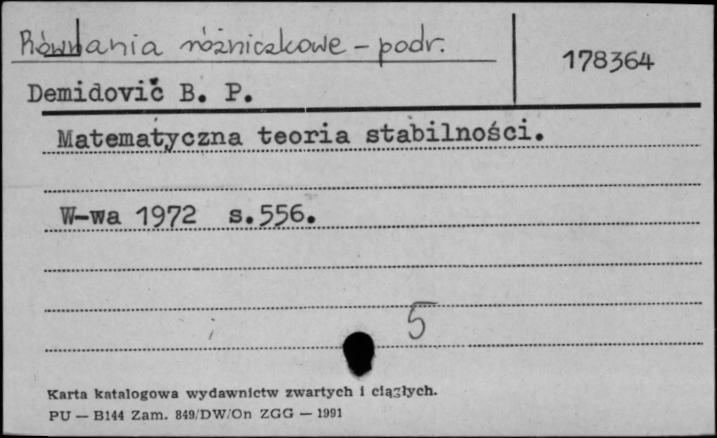 Równania różniczkowe - podr.
178364
Demidovič B. P.
Matematyczna teoria stabilności.
W-wa 1972 s.556.
5
Karta katalogowa wydawnictw zwartych i ciągłych.
PU — B144 Zam. 849/DW/On ZGG — 1991